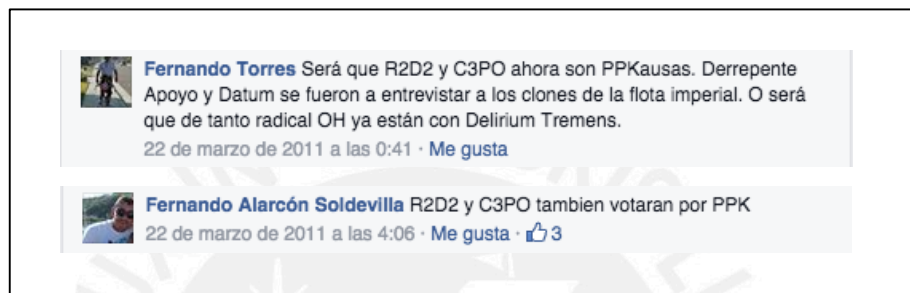 Fernando Torres Será que R2D2 y C3PO ahora son PPKausas. Derrepente
Apoyo y Datum se fueron a entrevistar a los clones de la flota imperial. O será
que de tanto radical OH ya están con Delirium Tremens.
22 de marzo de 2011 a las 0:41 · Me gusta
Fernando Alarcón Soldevilla R2D2 y C3PO tambien votaran por PPK
22 de marzo de 2011 a las 4:06 · Me gusta · 3